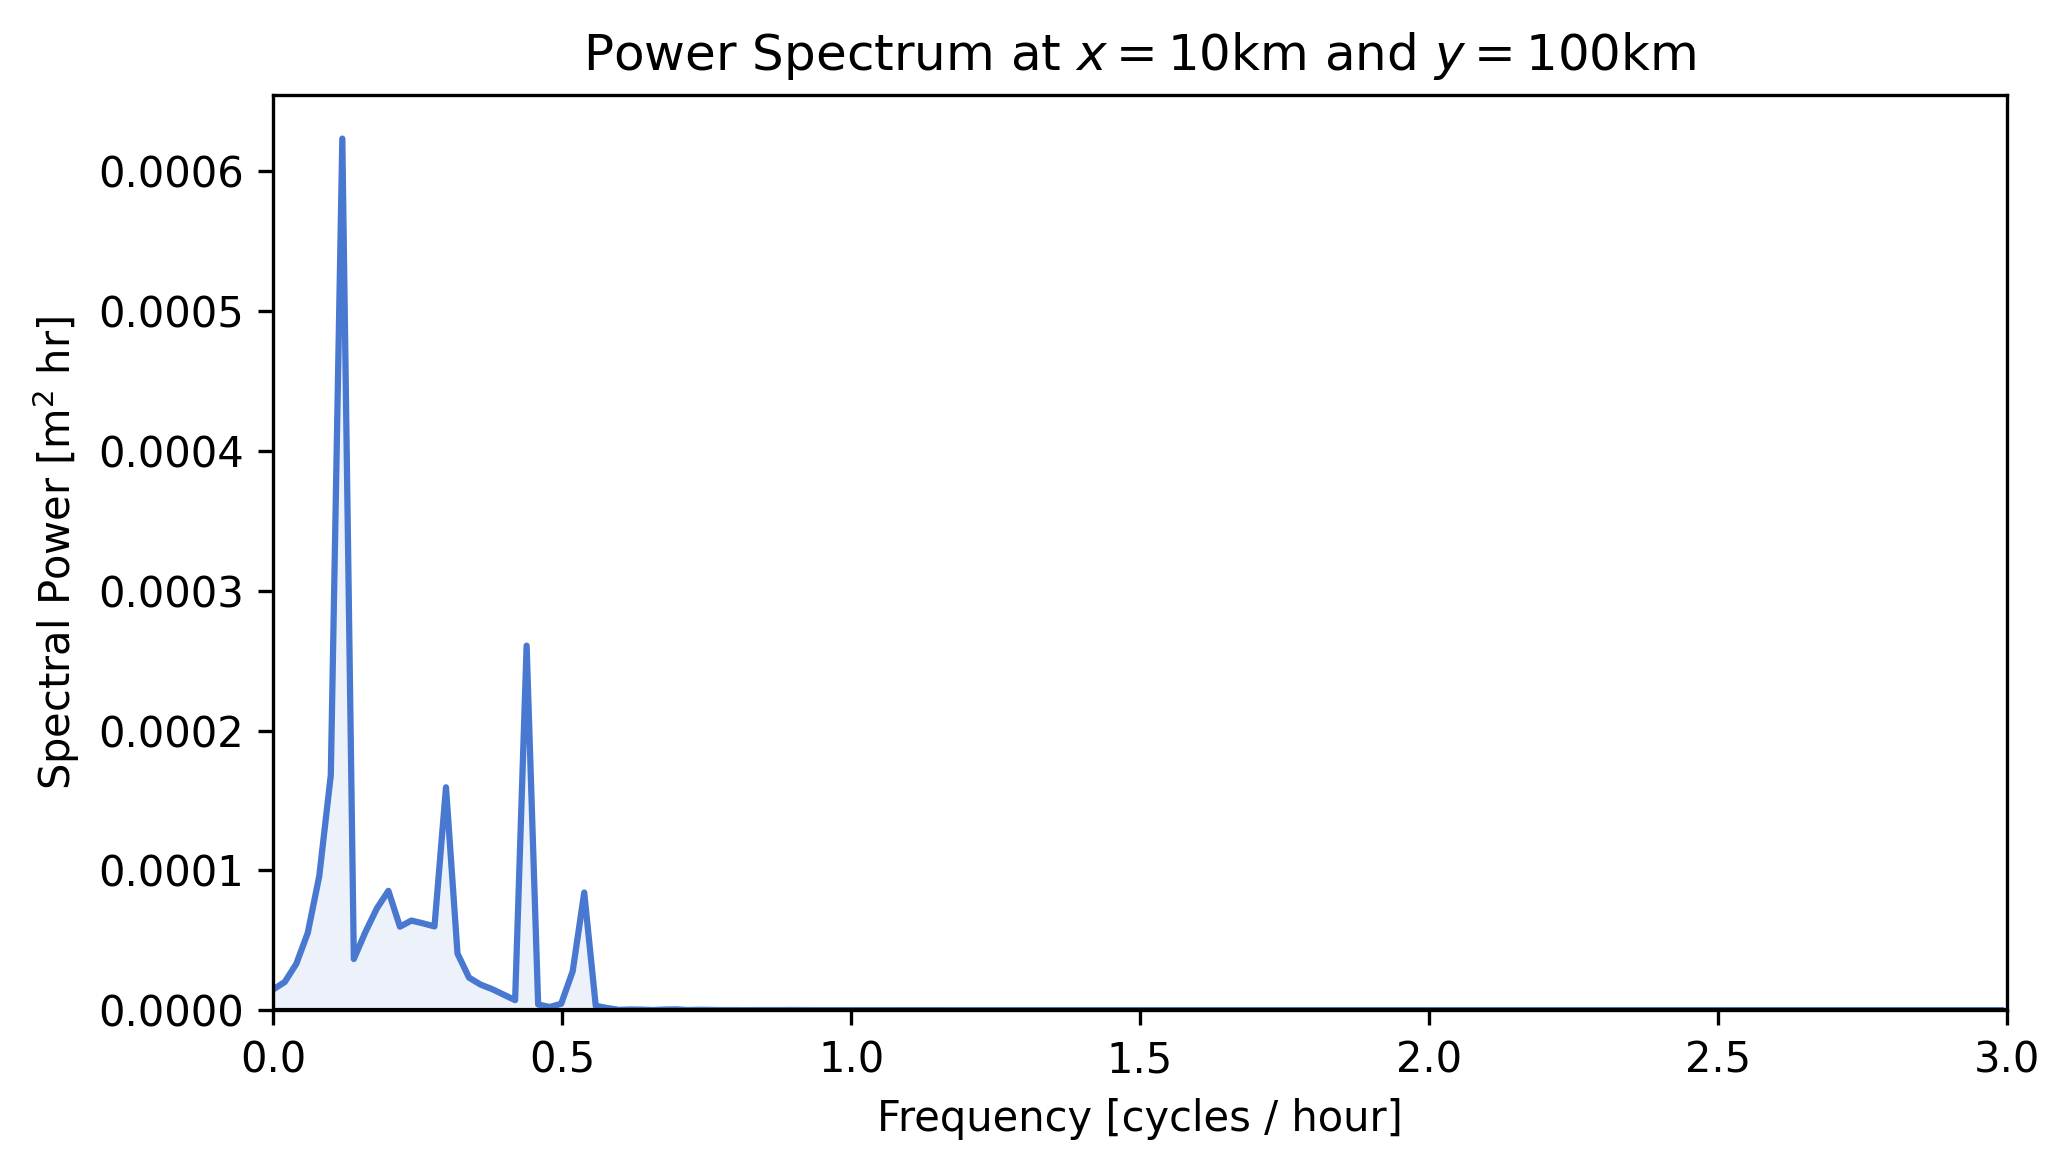 Power Spectrum at x = 10km and y = 100km
Spectral Power [m² hr]
0.0006
0.0005
0.0004
0.0003
0.0002
0.0001
0.0000
0.0 0.5 1.0 1.5 2.0 2.5 3.0
Frequency [cycles / hour]